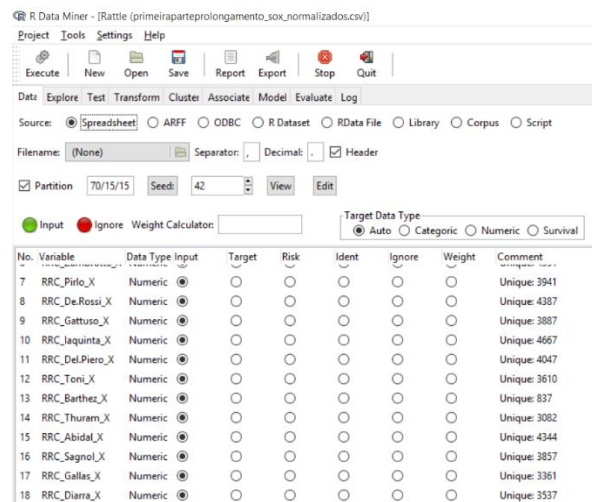 R Data Miner - [Rattle (primeiraparteprolongamento_sox_normalizados.csv)]
Project Tools Settings Help
Execute New Open Save Report Export Stop Quit
Data Explore Test Transform Cluster Associate Model Evaluate Log
Source: Spreadsheet ARFF ODBC R Dataset RData File Library Corpus Script
Filename: (None) Separator: , Decimal: . Header
Partition 70/15/15 Seed: 42 View Edit
Input Ignore Weight Calculator: Target Data Type
Auto Categoric Numeric Survival
No. Variable Data Type Input Target Risk Ident Ignore Weight Comment
7 RRC_Pirlo_X Numeric Unique: 3941
8 RRC_De.Rossi_X Numeric Unique: 4387
9 RRC_Gattuso_X Numeric Unique: 3887
10 RRC_Iaquinta_X Numeric Unique: 4667
11 RRC_Del.Piero_X Numeric Unique: 4047
12 RRC_Toni_X Numeric Unique: 3610
13 RRC_Barthez_X Numeric Unique: 837
14 RRC_Thuram_X Numeric Unique: 3082
15 RRC_Abidal_X Numeric Unique: 4344
16 RRC_Sagnol_X Numeric Unique: 3857
17 RRC_Gallas_X Numeric Unique: 3361
18 RRC_Diarra_X Numeric Unique: 3537